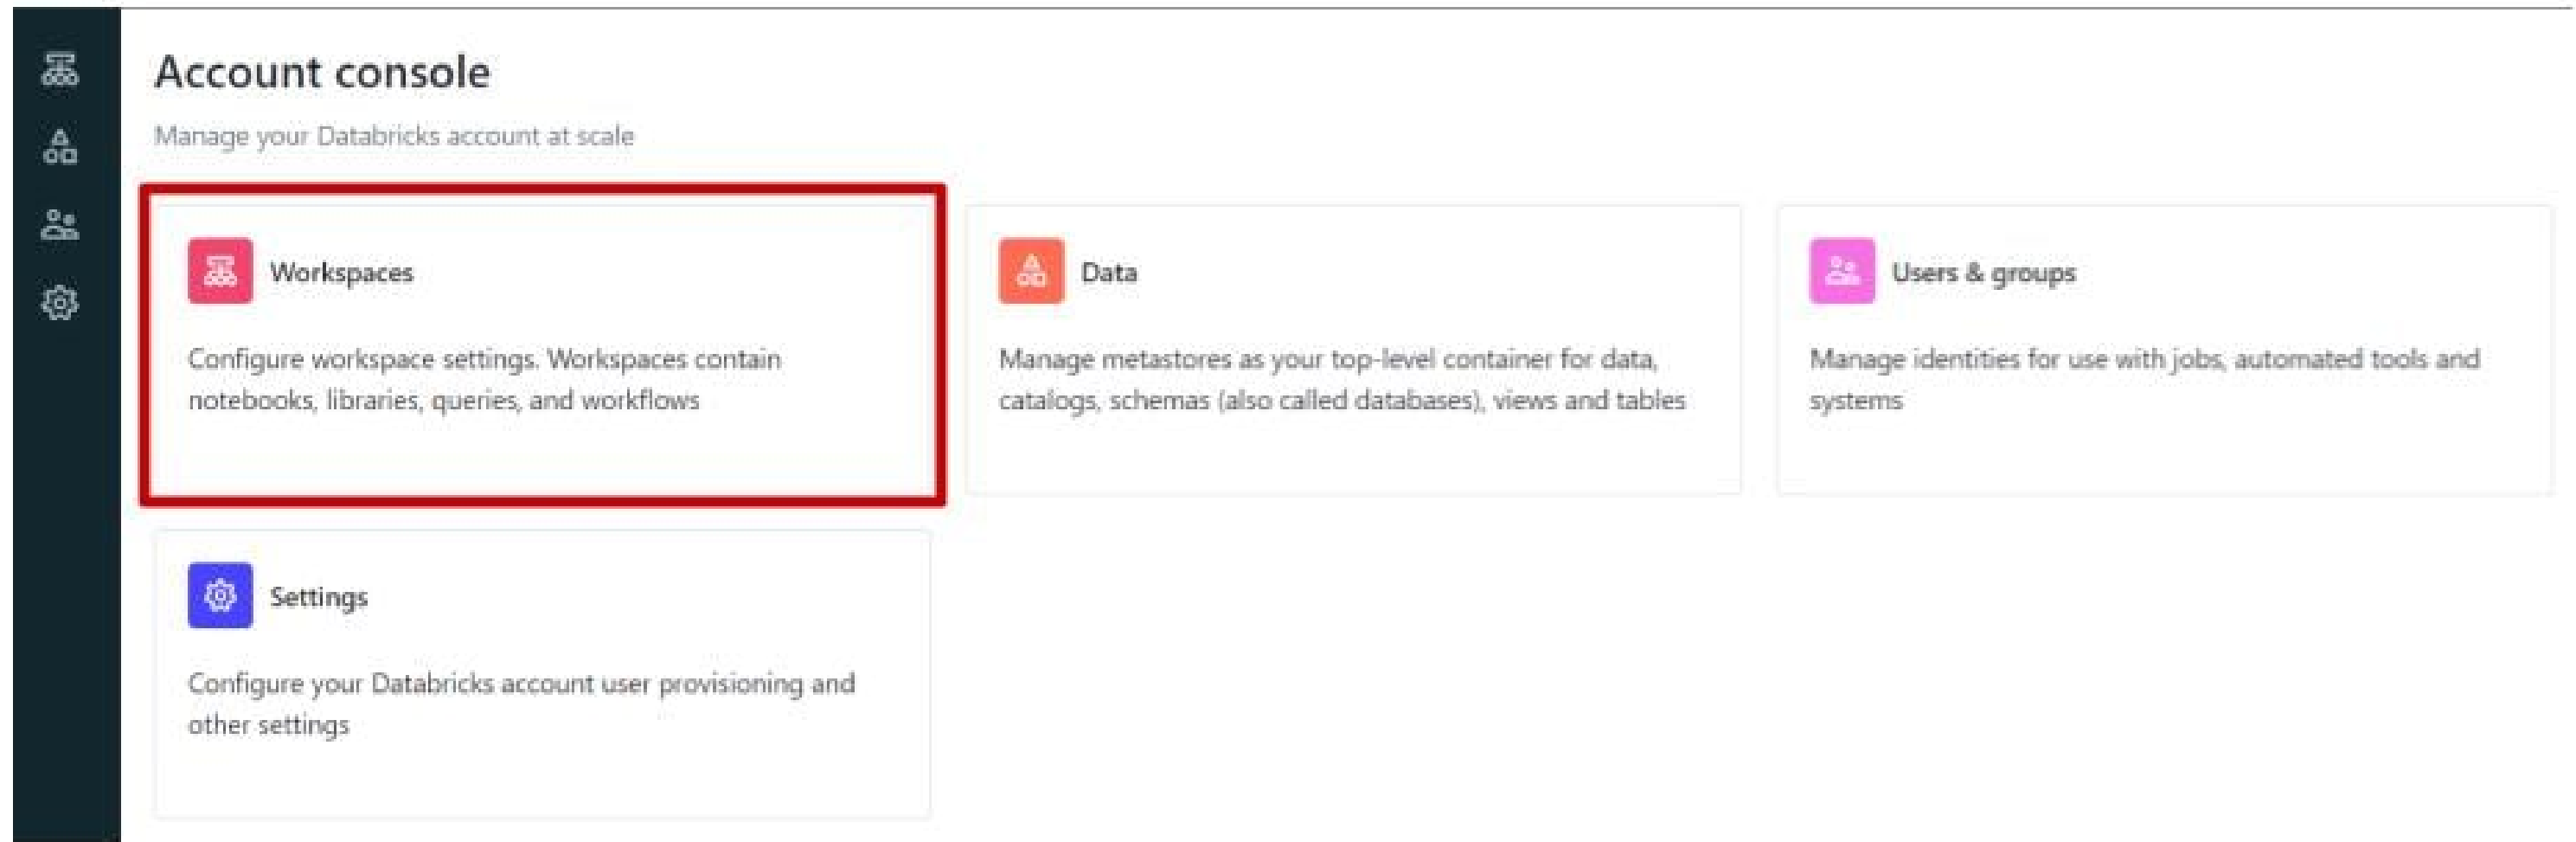 Account console
Manage your Databricks account at scale
Workspaces
Configure workspace settings. Workspaces contain
notebooks, libraries, queries, and workflows
Data
Manage metastores as your top-level container for data,
catalogs, schemas (also called databases), views and tables
Users & groups
Manage identities for use with jobs, automated tools and
systems
Settings
Configure your Databricks account user provisioning and
other settings